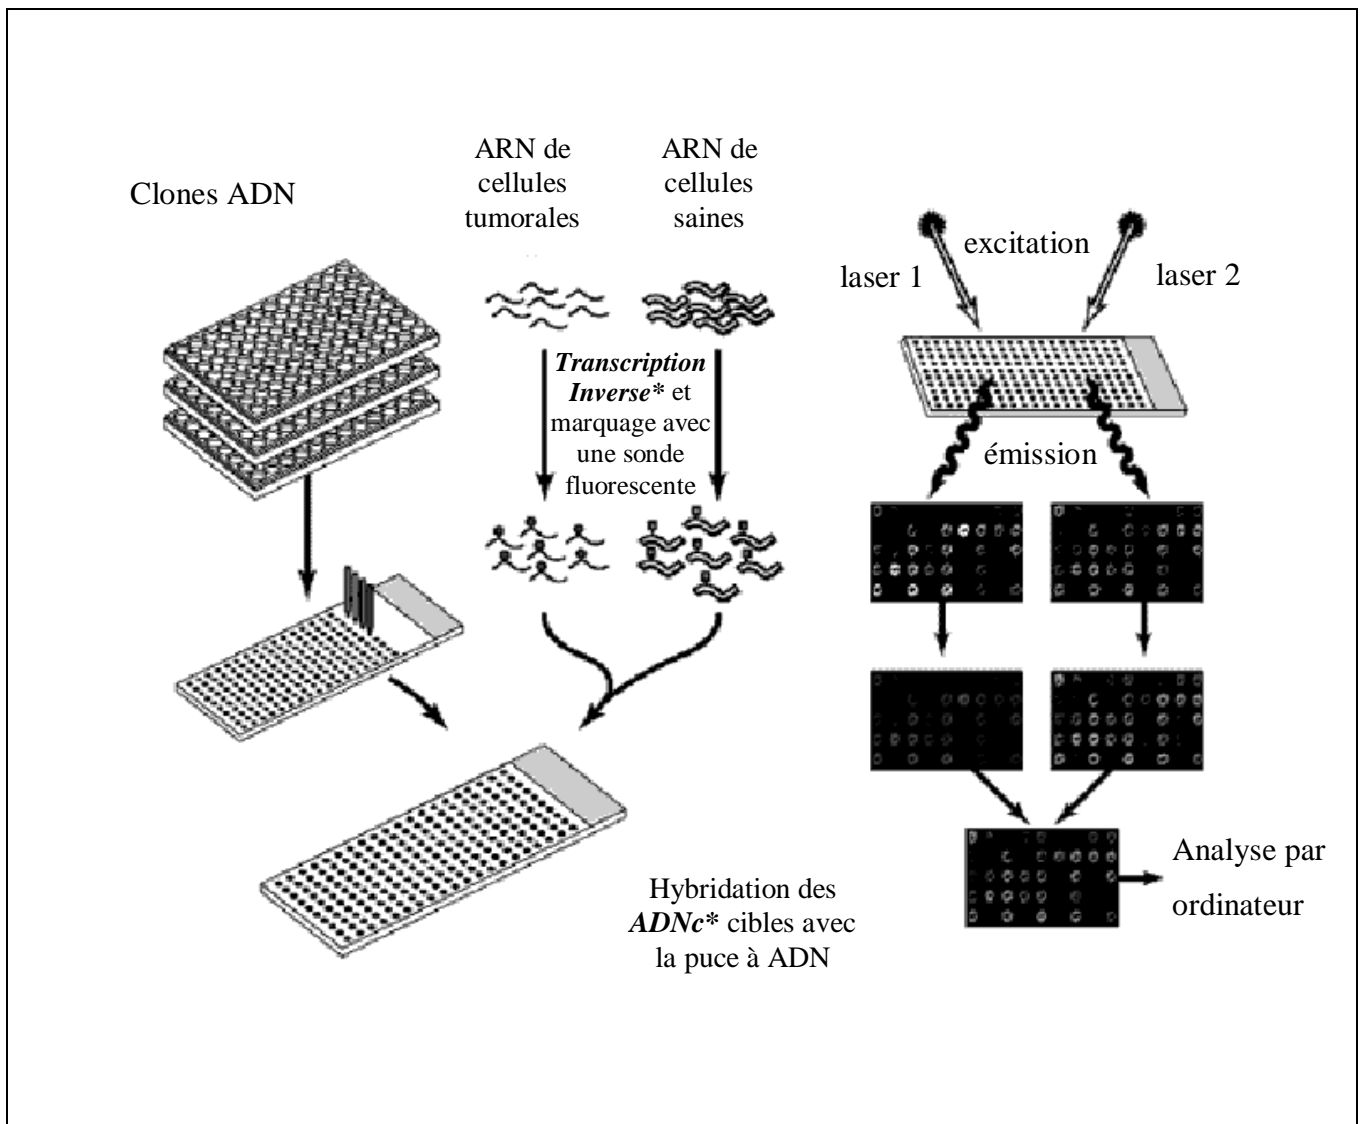 Clones ADN
ARN de
cellules
tumorales
ARN de
cellules
saines
Transcription
Inverse* et
marquage avec
une sonde
fluorescente
Hybridation des
ADNc* cibles avec
la puce à ADN
excitation
laser 1
laser 2
émission
Analyse par
ordinateur